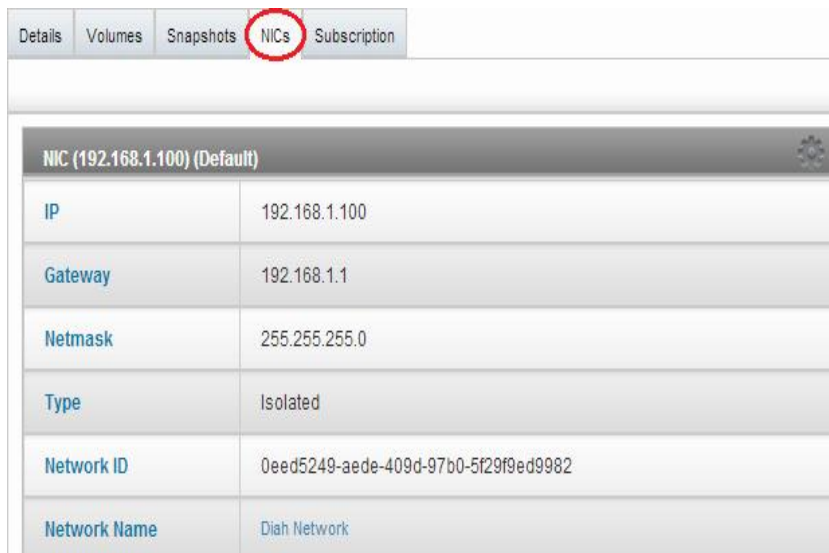 Details Volumes Snapshots NICs Subscription
NIC (192.168.1.100) (Default)
IP 192.168.1.100
Gateway 192.168.1.1
Netmask 255.255.255.0
Type Isolated
Network ID 0eed5249-aede-409d-97b0-5f29f9ed9982
Network Name Diah Network